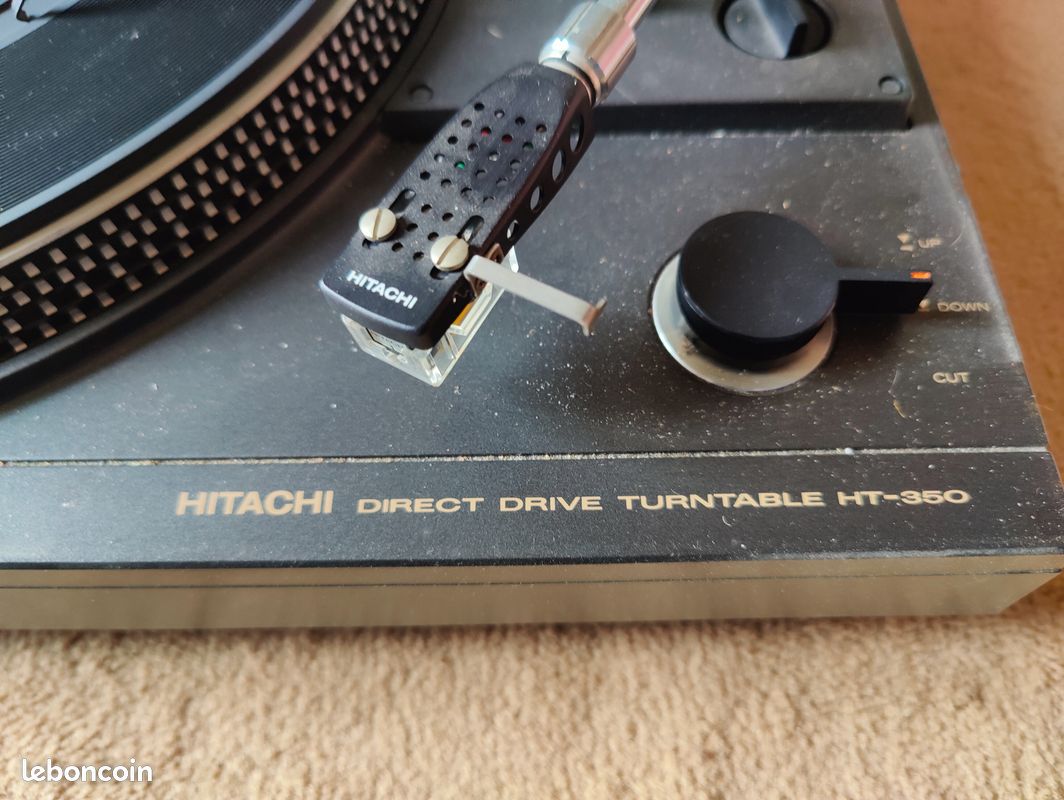 HITACHI
UP
DOWN
CUT
HITACHI DIRECT DRIVE TURNTABLE HT-350
leboncoin